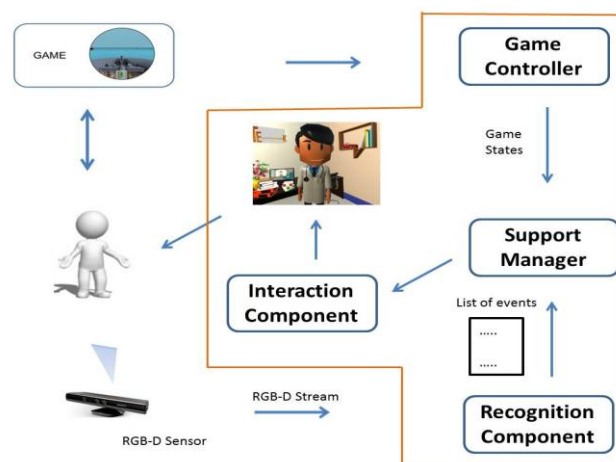 GAME
Game
Controller
Game
States
Support
Manager
Interaction
Component
List of events
.....
.....
RGB-D Stream
RGB-D Sensor
Recognition
Component